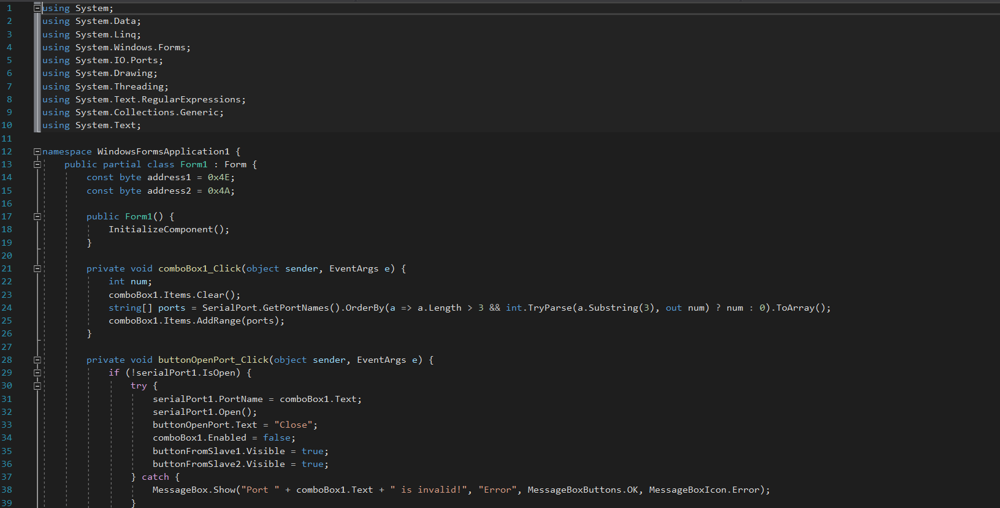 1 using System;
2 using System.Data;
3 using System.Linq;
4 using System.Windows.Forms;
5 using System.IO.Ports;
6 using System.Drawing;
7 using System.Threading;
8 using System.Text.RegularExpressions;
9 using System.Collections.Generic;
10 using System.Text;
11
12 namespace WindowsFormsApplication1 {
13     public partial class Form1 : Form {
14         const byte address1 = 0x4E;
15         const byte address2 = 0x4A;
16
17         public Form1() {
18             InitializeComponent();
19         }
20
21         private void comboBox1_Click(object sender, EventArgs e) {
22             int num;
23             comboBox1.Items.Clear();
24             string[] ports = SerialPort.GetPortNames().OrderBy(a => a.Length > 3 && int.TryParse(a.Substring(3), out num) ? num : 0).ToArray();
25             comboBox1.Items.AddRange(ports);
26         }
27
28         private void buttonOpenPort_Click(object sender, EventArgs e) {
29             if (!serialPort1.IsOpen) {
30                 try {
31                     serialPort1.PortName = comboBox1.Text;
32                     serialPort1.Open();
33                     buttonOpenPort.Text = "Close";
34                     comboBox1.Enabled = false;
35                     buttonFromSlave1.Visible = true;
36                     buttonFromSlave2.Visible = true;
37                 } catch {
38                     MessageBox.Show("Port " + comboBox1.Text + " is invalid!", "Error", MessageBoxButtons.OK, MessageBoxIcon.Error);
39                 }